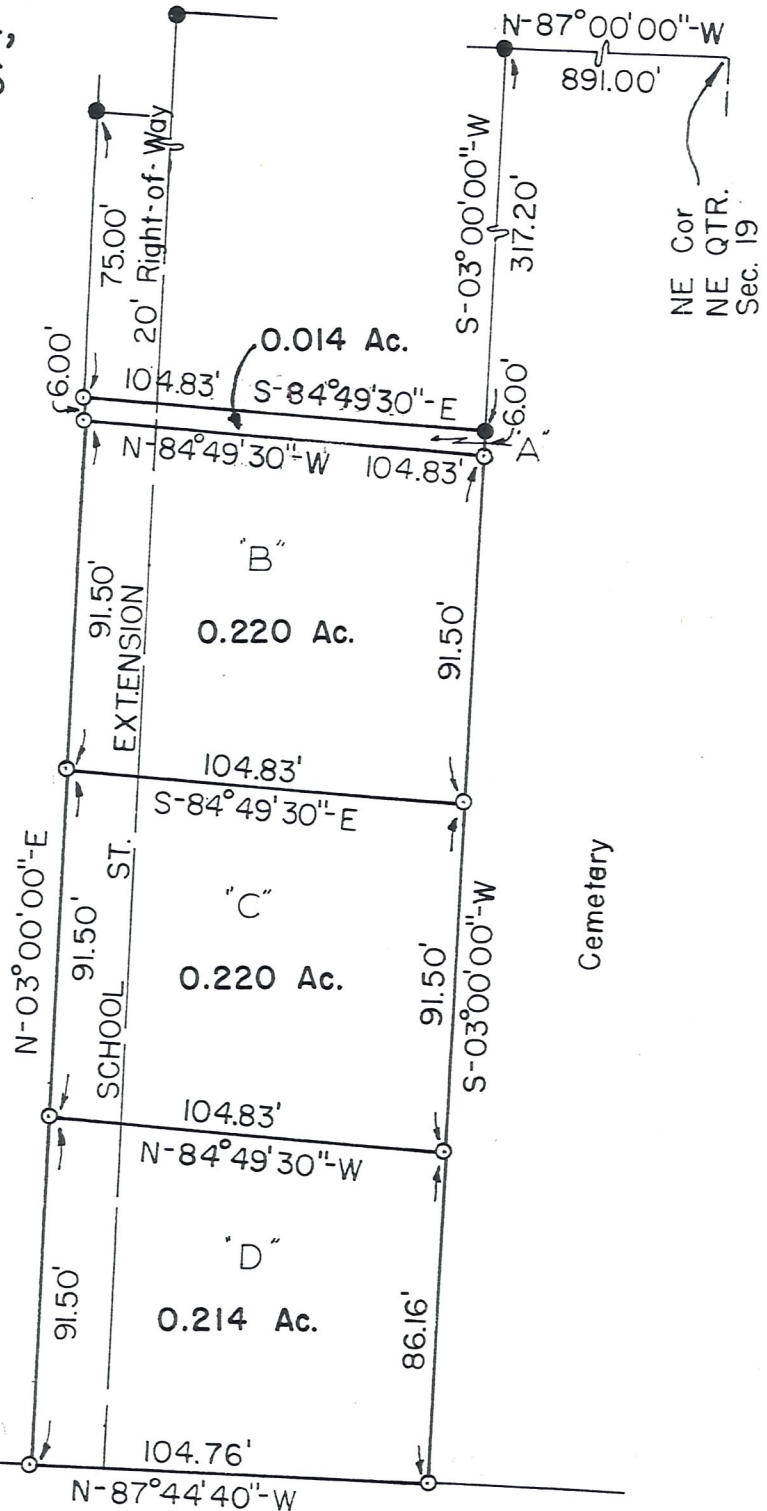 N-87°00'00"-W
891.00'
NE Cor
NE QTR.
Sec. 19
S-03°00'00"-W
317.20'
75.00'
20' Right-of-Way
0.014 Ac.
6.00'
104.83' S-84°49'30"-E
6.00'
"A"
N-84°49'30"-W 104.83'
"B"
0.220 Ac.
91.50'
EXTENSION
91.50'
104.83'
S-84°49'30"-E
N-03°00'00"-E
91.50'
SCHOOL ST.
"C"
0.220 Ac.
91.50'
S-03°00'00"-W
Cemetary
104.83'
N-84°49'30"-W
"D"
0.214 Ac.
91.50'
86.16'
104.76'
N-87°44'40"-W